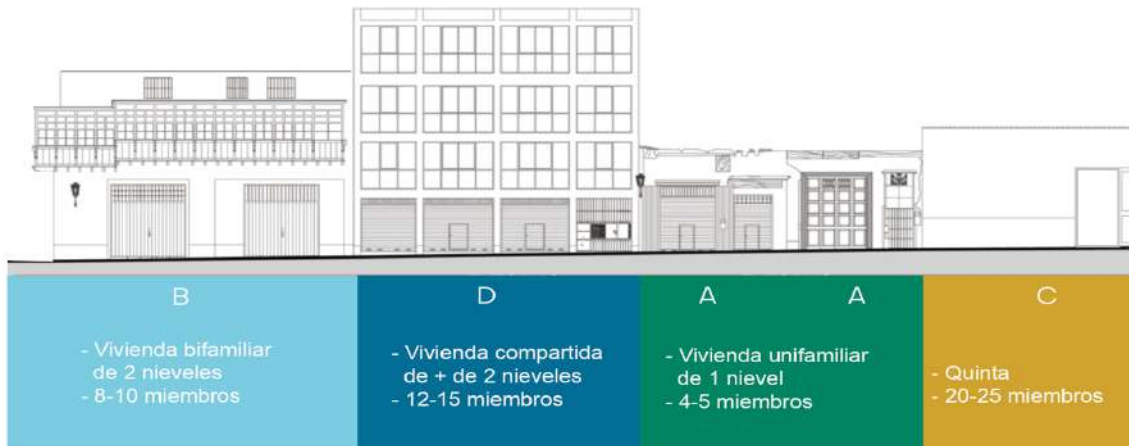 B
- Vivienda bifamiliar
de 2 nieveles
- 8-10 miembros
D
- Vivienda compartida
de + de 2 nieveles
- 12-15 miembros
A A
- Vivienda unifamiliar
de 1 nievel
- 4-5 miembros
C
- Quinta
- 20-25 miembros